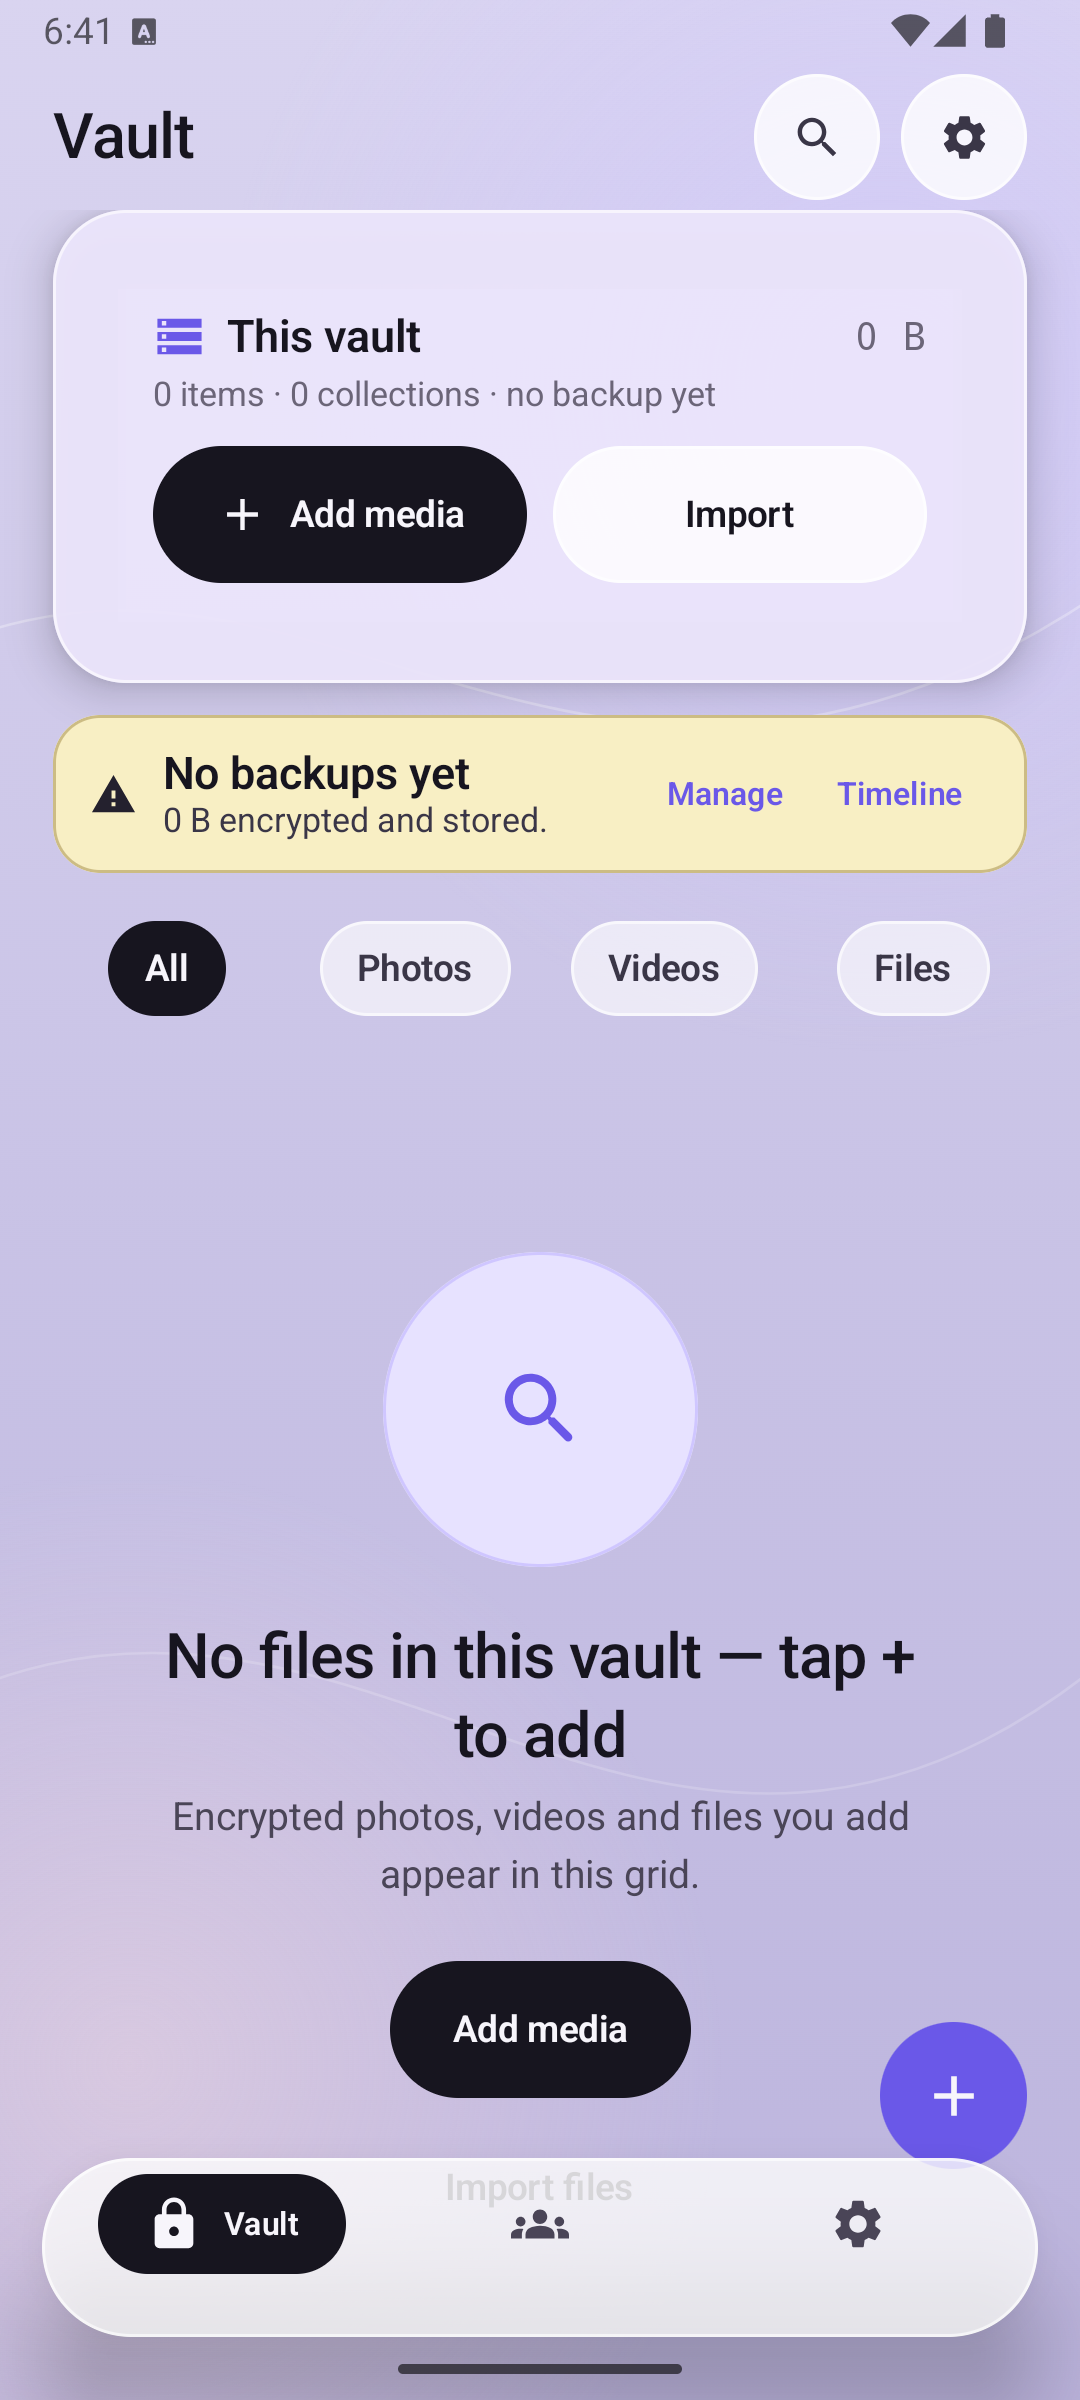 6:41
Vault
This vault
0 B
0 items · 0 collections · no backup yet
Add media
Import
No backups yet
0 B encrypted and stored.
Manage
Timeline
All
Photos
Videos
Files
No files in this vault — tap +
to add
Encrypted photos, videos and files you add
appear in this grid.
Add media
Import files
Vault